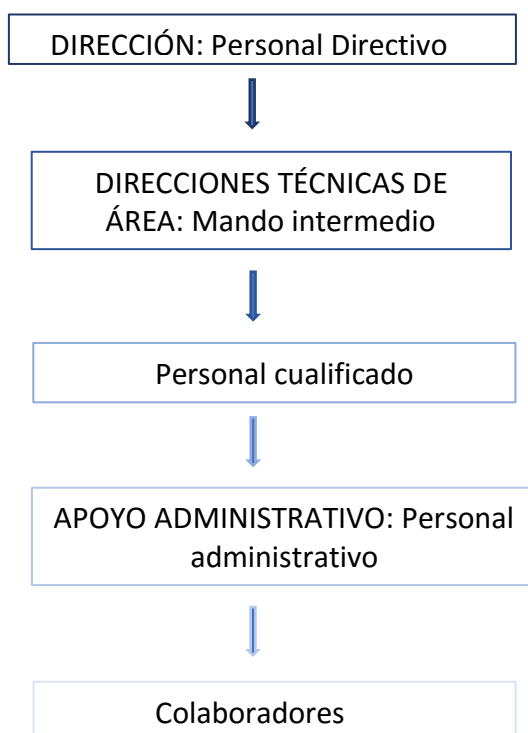 DIRECCIÓN: Personal Directivo
DIRECCIONES TÉCNICAS DE
ÁREA: Mando intermedio
Personal cualificado
APOYO ADMINISTRATIVO: Personal
administrativo
Colaboradores